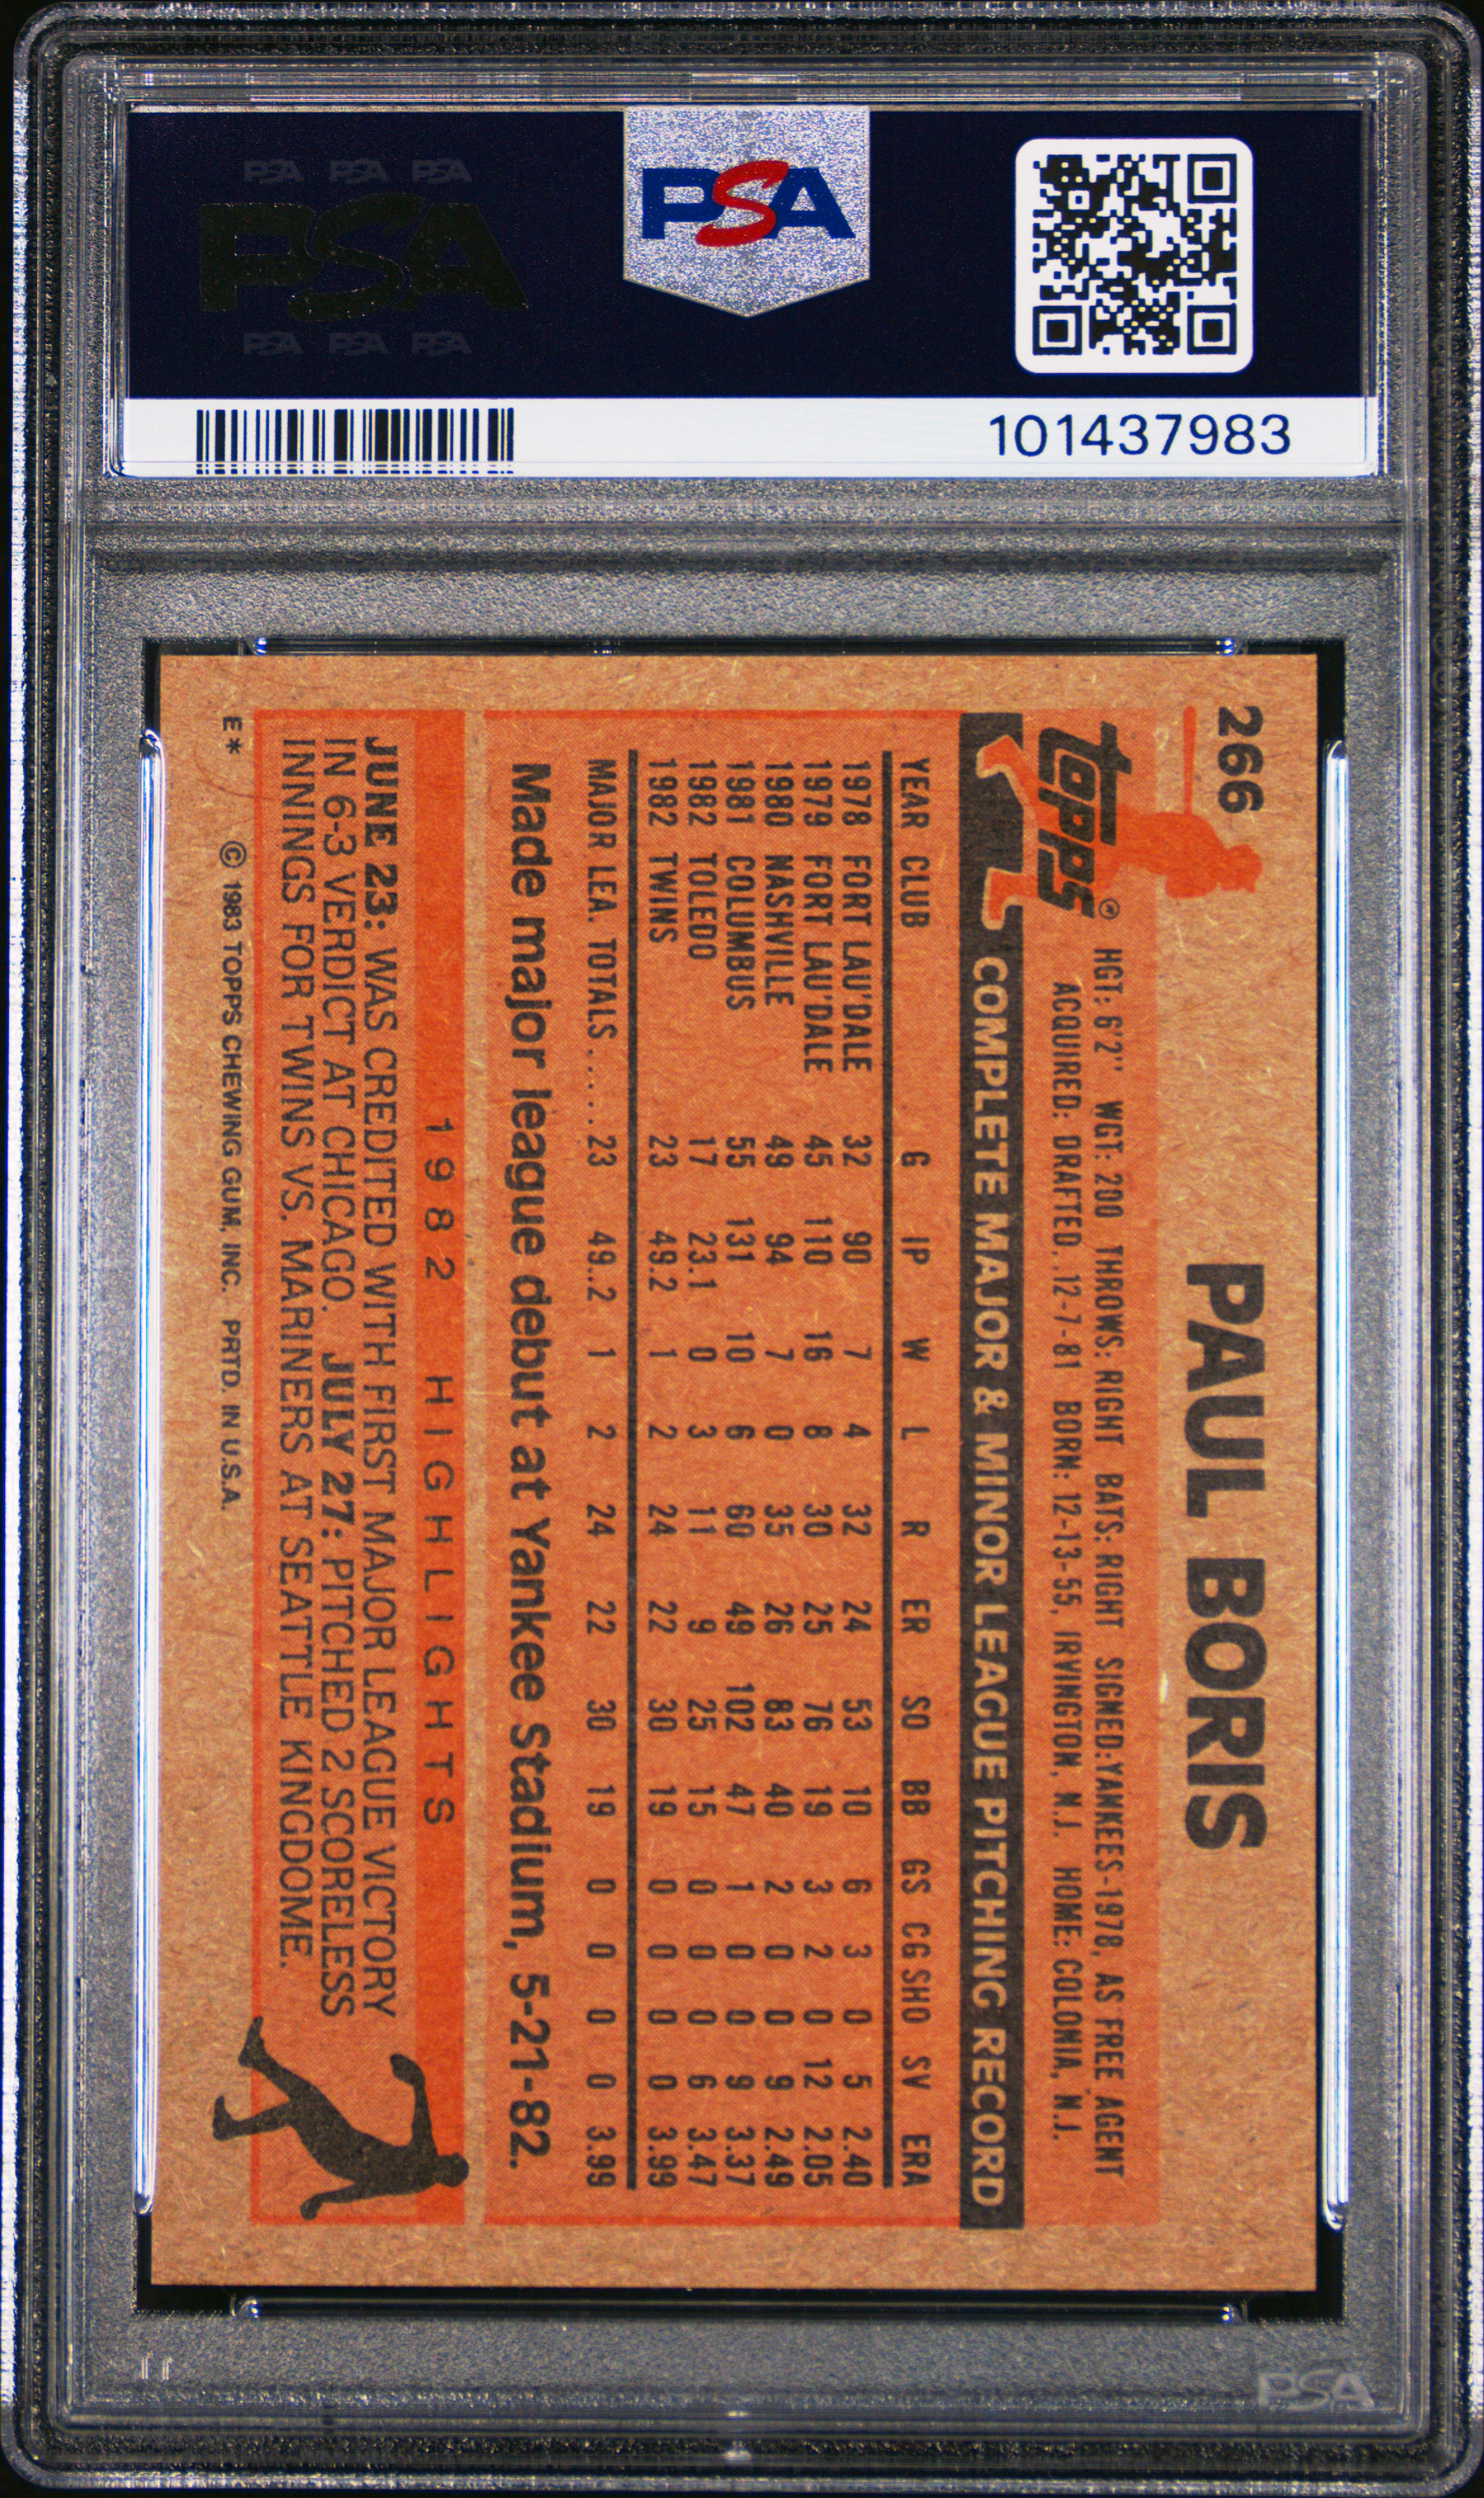 PSA PSA PSA
PSA
PSA PSA PSA
PSA
101437983
266
PAUL BORIS
topps®
HGT: 6'2" WGT: 200 THROWS: RIGHT BATS: RIGHT SIGNED: YANKEES-1978, AS FREE AGENT
ACQUIRED: DRAFTED, 12-7-81 BORN: 12-13-55, IRVINGTON, N.J. HOME: COLONIA, N.J.
COMPLETE MAJOR & MINOR LEAGUE PITCHING RECORD
YEAR CLUB G IP W L R ER SO BB GS CG SHO SV ERA
1978 FORT LAU'DALE 32 90 7 4 32 24 53 10 6 3 0 5 2.40
1979 FORT LAU'DALE 45 110 16 8 30 25 76 19 3 2 0 12 2.05
1980 NASHVILLE 49 94 7 0 35 26 83 40 2 0 0 9 2.49
1981 COLUMBUS 55 131 10 6 60 49 102 47 1 0 0 9 3.37
1982 TOLEDO 17 23.1 0 3 11 9 25 15 0 0 0 6 3.47
1982 TWINS 23 49.2 1 2 24 22 30 19 0 0 0 0 3.99
MAJOR LEA. TOTALS ..... 23 49.2 1 2 24 22 30 19 0 0 0 0 3.99
Made major league debut at Yankee Stadium, 5-21-82.
1982 HIGHLIGHTS
JUNE 23: WAS CREDITED WITH FIRST MAJOR LEAGUE VICTORY
IN 6-3 VERDICT AT CHICAGO. JULY 27: PITCHED 2 SCORELESS
INNINGS FOR TWINS VS. MARINERS AT SEATTLE KINGDOME.
E* © 1983 TOPPS CHEWING GUM, INC. PRTD. IN U.S.A.
PSA